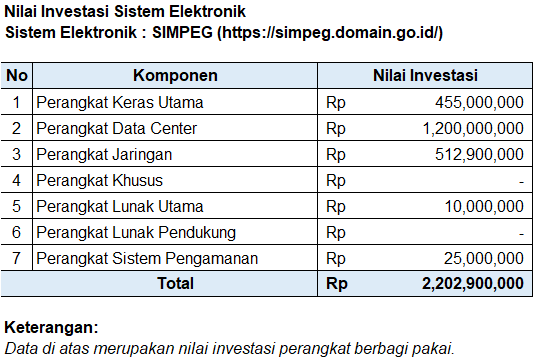 Nilai Investasi Sistem Elektronik
Sistem Elektronik : SIMPEG (https://simpeg.domain.go.id/)
No Komponen Nilai Investasi
1 Perangkat Keras Utama Rp 455,000,000
2 Perangkat Data Center Rp 1,200,000,000
3 Perangkat Jaringan Rp 512,900,000
4 Perangkat Khusus Rp -
5 Perangkat Lunak Utama Rp 10,000,000
6 Perangkat Lunak Pendukung Rp -
7 Perangkat Sistem Pengamanan Rp 25,000,000
Total Rp 2,202,900,000
Keterangan:
Data di atas merupakan nilai investasi perangkat berbagi pakai.